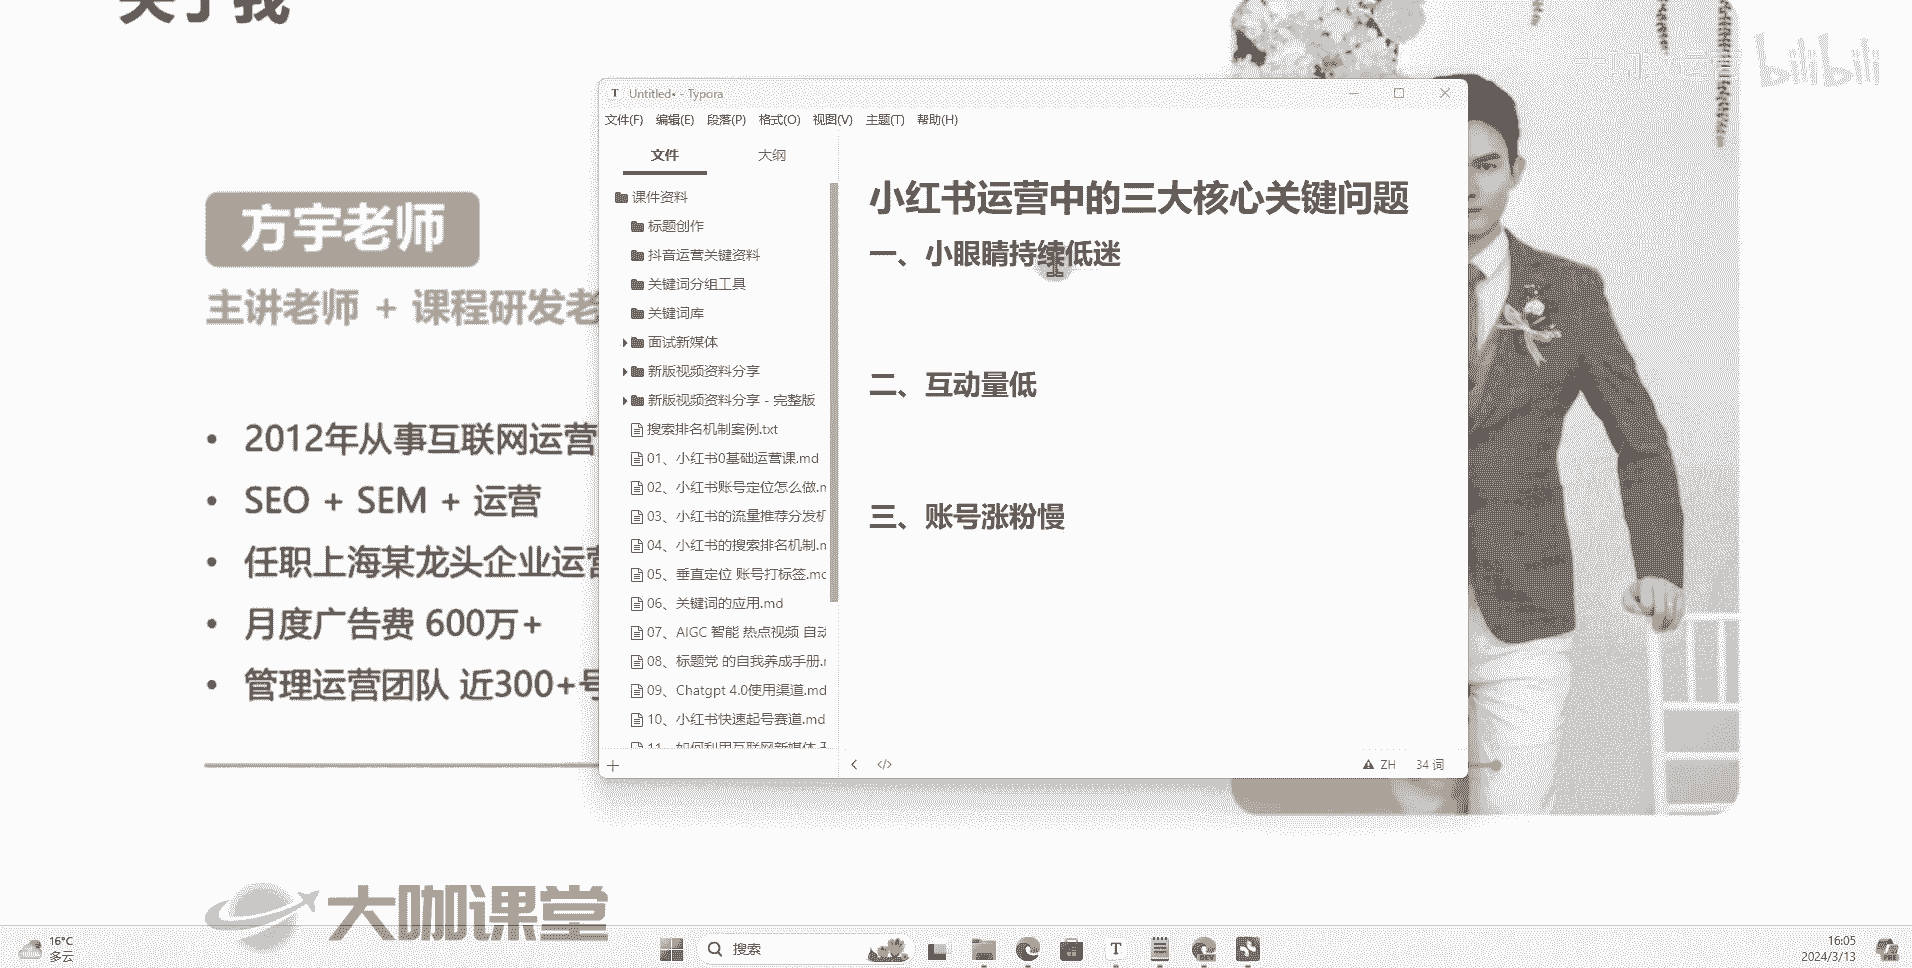 关于我
bilibili
方宇老师
主讲老师 + 课程研发老
2012年从事互联网运营
SEO + SEM + 运营
任职上海某龙头企业运营
月度广告费 600万+
管理运营团队 近300+号
大咖课堂
Untitled• - Typora
文件(F) 编辑(E) 段落(P) 格式(O) 视图(V) 主题(T) 帮助(H)
文件 大纲
课件资料
标题创作
抖音运营关键资料
关键词分组工具
关键词库
面试新媒体
新版视频资料分享
新版视频资料分享 - 完整版
搜索排名机制案例.txt
01、小红书0基础运营课.md
02、小红书账号定位怎么做.m
03、小红书的流量推荐分发机
04、小红书的搜索排名机制.m
05、垂直定位 账号打标签.mc
06、关键词的应用.md
07、AIGC 智能 热点视频 自动
08、标题党 的自我养成手册.m
09、Chatgpt 4.0使用渠道.md
10、小红书快速起号赛道.md
11、如何利用互联网新媒体
小红书运营中的三大核心关键问题
一、小眼睛持续低迷
二、互动量低
三、账号涨粉慢
ZH 34 词
16°C
多云
搜索
16:05
2024/3/13